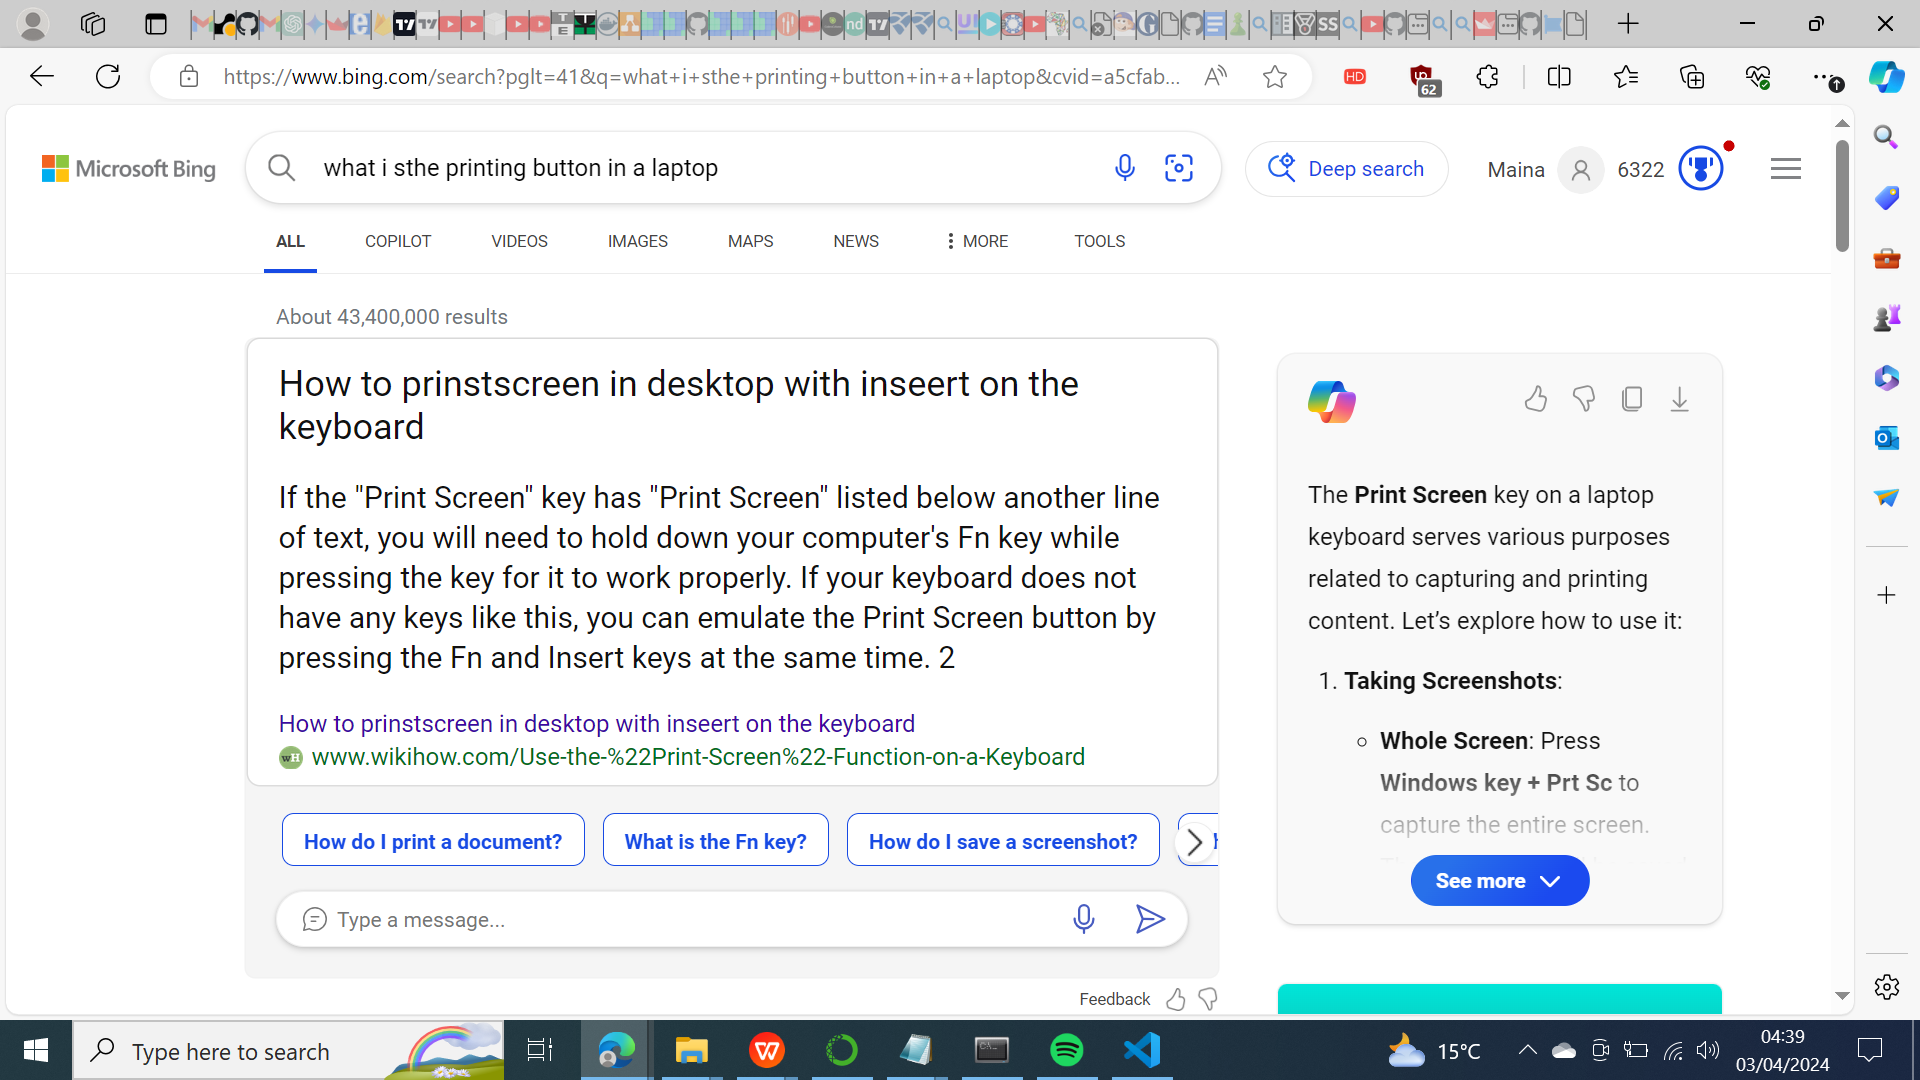 https://www.bing.com/search?pglt=41&q=what+i+sthe+printing+button+in+a+laptop&cvid=a5cfab...
HD
62
Microsoft Bing
what i sthe printing button in a laptop
Deep search
Maina
6322
ALL
COPILOT
VIDEOS
IMAGES
MAPS
NEWS
MORE
TOOLS
About 43,400,000 results
How to prinstscreen in desktop with inseert on the
keyboard
If the "Print Screen" key has "Print Screen" listed below another line
of text, you will need to hold down your computer's Fn key while
pressing the key for it to work properly. If your keyboard does not
have any keys like this, you can emulate the Print Screen button by
pressing the Fn and Insert keys at the same time. 2
How to prinstscreen in desktop with inseert on the keyboard
www.wikihow.com/Use-the-%22Print-Screen%22-Function-on-a-Keyboard
How do I print a document?
What is the Fn key?
How do I save a screenshot?
Type a message...
Feedback
The Print Screen key on a laptop
keyboard serves various purposes
related to capturing and printing
content. Let’s explore how to use it:
1. Taking Screenshots:
Whole Screen: Press
Windows key + Prt Sc to
capture the entire screen.
See more
Type here to search
15°C
04:39
03/04/2024